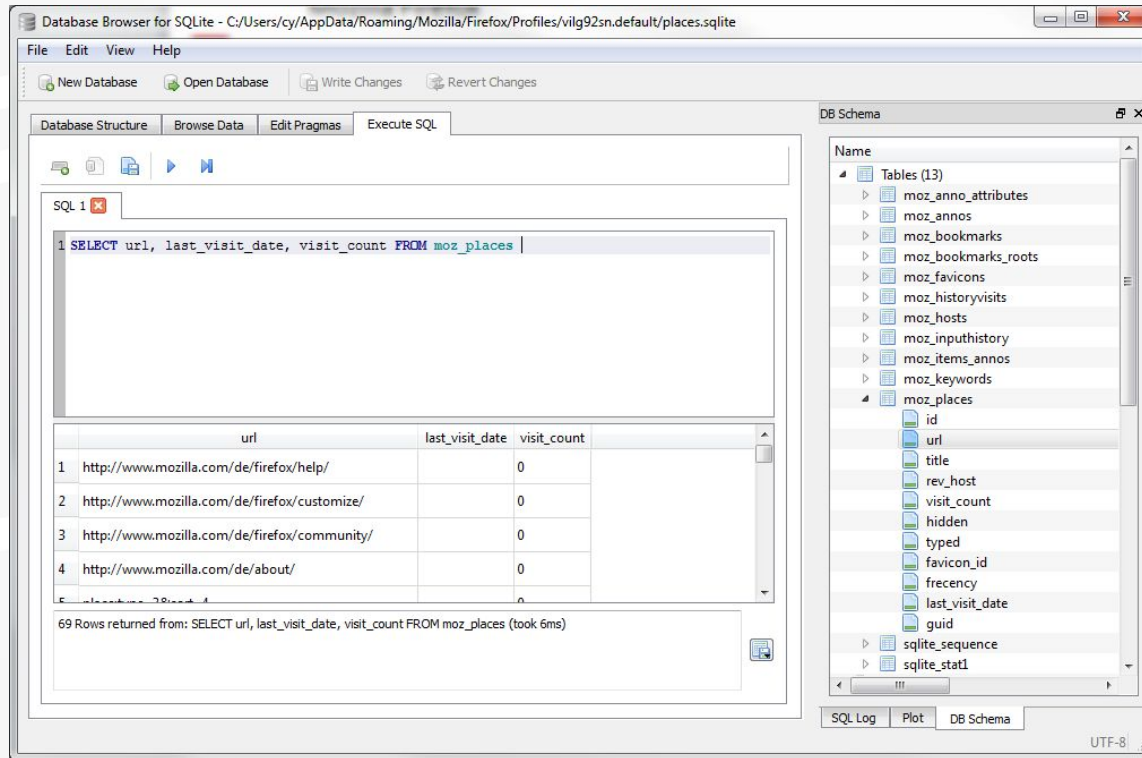 Database Browser for SQLite - C:/Users/cy/AppData/Roaming/Mozilla/Firefox/Profiles/vilg92sn.default/places.sqlite
File Edit View Help
New Database Open Database Write Changes Revert Changes
Database Structure Browse Data Edit Pragmas Execute SQL
SQL 1
1 SELECT url, last_visit_date, visit_count FROM moz_places
url last_visit_date visit_count
1 http://www.mozilla.com/de/firefox/help/ 0
2 http://www.mozilla.com/de/firefox/customize/ 0
3 http://www.mozilla.com/de/firefox/community/ 0
4 http://www.mozilla.com/de/about/ 0
69 Rows returned from: SELECT url, last_visit_date, visit_count FROM moz_places (took 6ms)
DB Schema
Name
Tables (13)
moz_anno_attributes
moz_annos
moz_bookmarks
moz_bookmarks_roots
moz_favicons
moz_historyvisits
moz_hosts
moz_inputhistory
moz_items_annos
moz_keywords
moz_places
id
url
title
rev_host
visit_count
hidden
typed
favicon_id
frecency
last_visit_date
guid
sqlite_sequence
sqlite_stat1
SQL Log Plot DB Schema
UTF-8